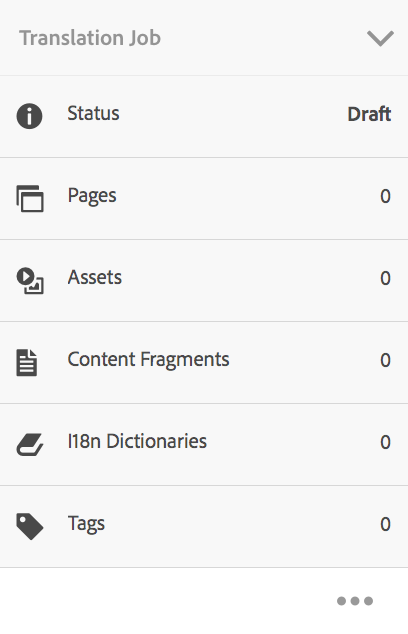 Translation Job
Status Draft
Pages 0
Assets 0
Content Fragments 0
I18n Dictionaries 0
Tags 0